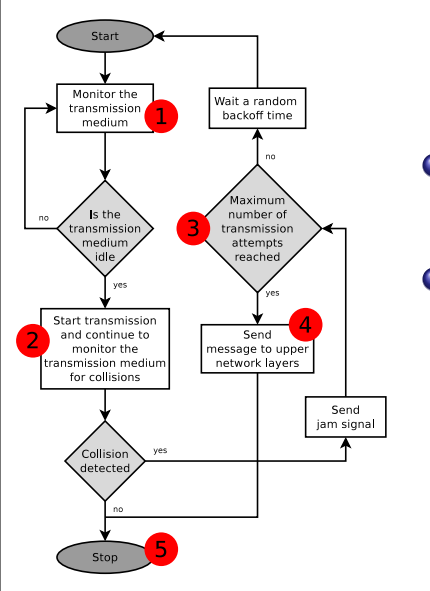 Start
Monitor the
transmission
medium
1
Is the
transmission
medium
idle
no
yes
Start transmission
and continue to
monitor the
transmission medium
for collisions
2
Collision
detected
yes
no
Stop
5
Wait a random
backoff time
no
Maximum
number of
transmission
attempts
reached
3
yes
Send
message to upper
network layers
4
Send
jam signal